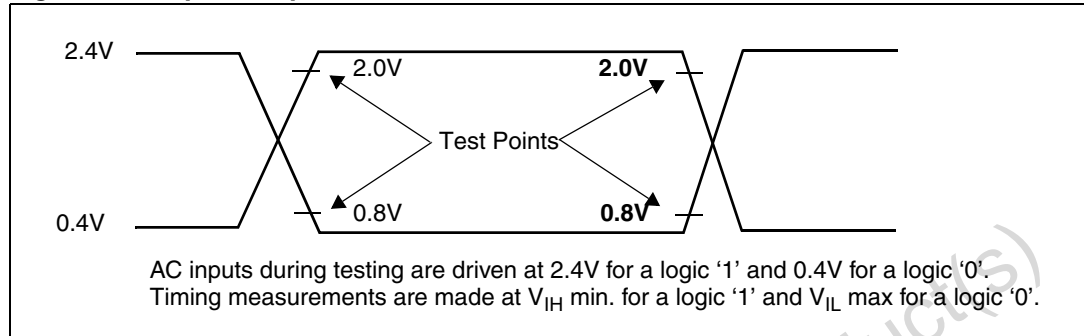 2.4V
2.0V 2.0V
Test Points
0.4V 0.8V 0.8V
AC inputs during testing are driven at 2.4V for a logic ‘1’ and 0.4V for a logic ‘0’.
Timing measurements are made at VIH min. for a logic ‘1’ and VIL max for a logic ‘0’.